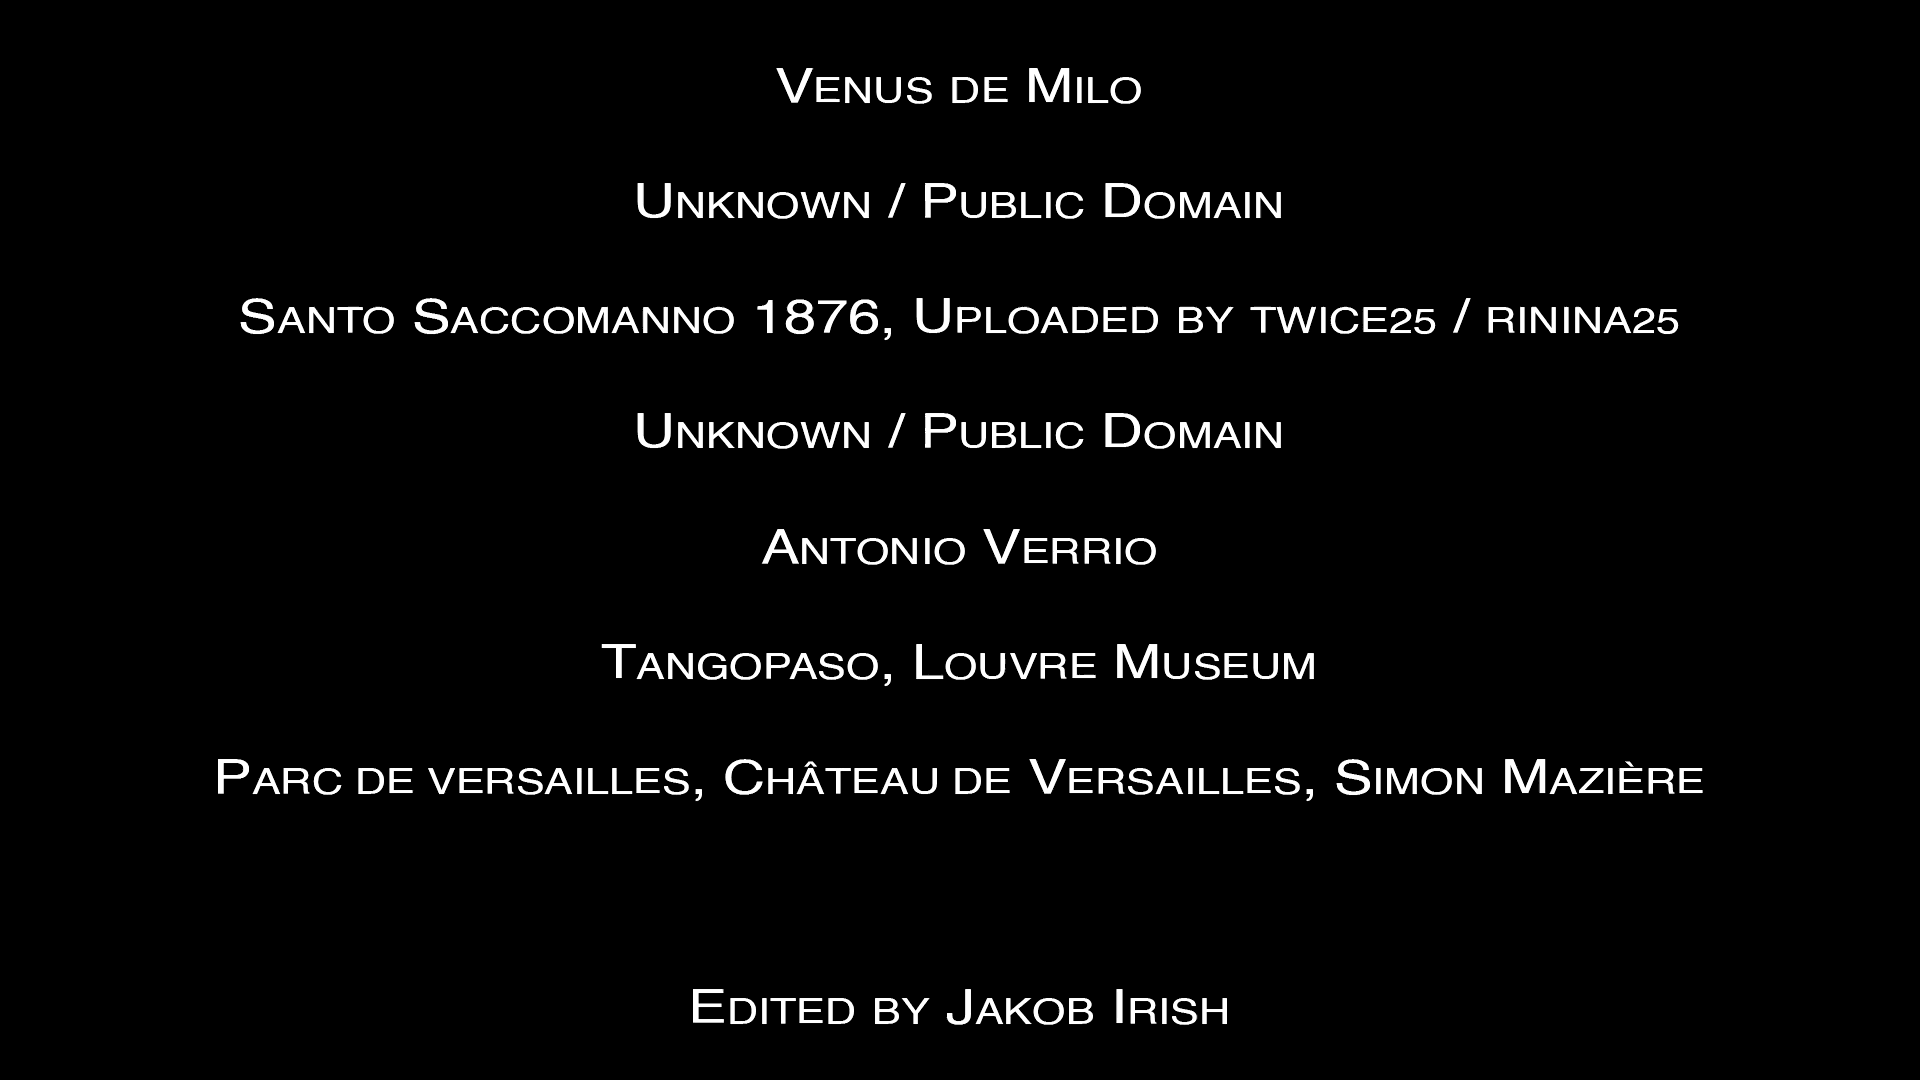 Venus de Milo
Unknown / Public Domain
Santo Saccomanno 1876, Uploaded by twice25 / rinina25
Unknown / Public Domain
Antonio Verrio
Tangopaso, Louvre Museum
Parc de versailles, Château de Versailles, Simon Mazière
Edited by Jakob Irish